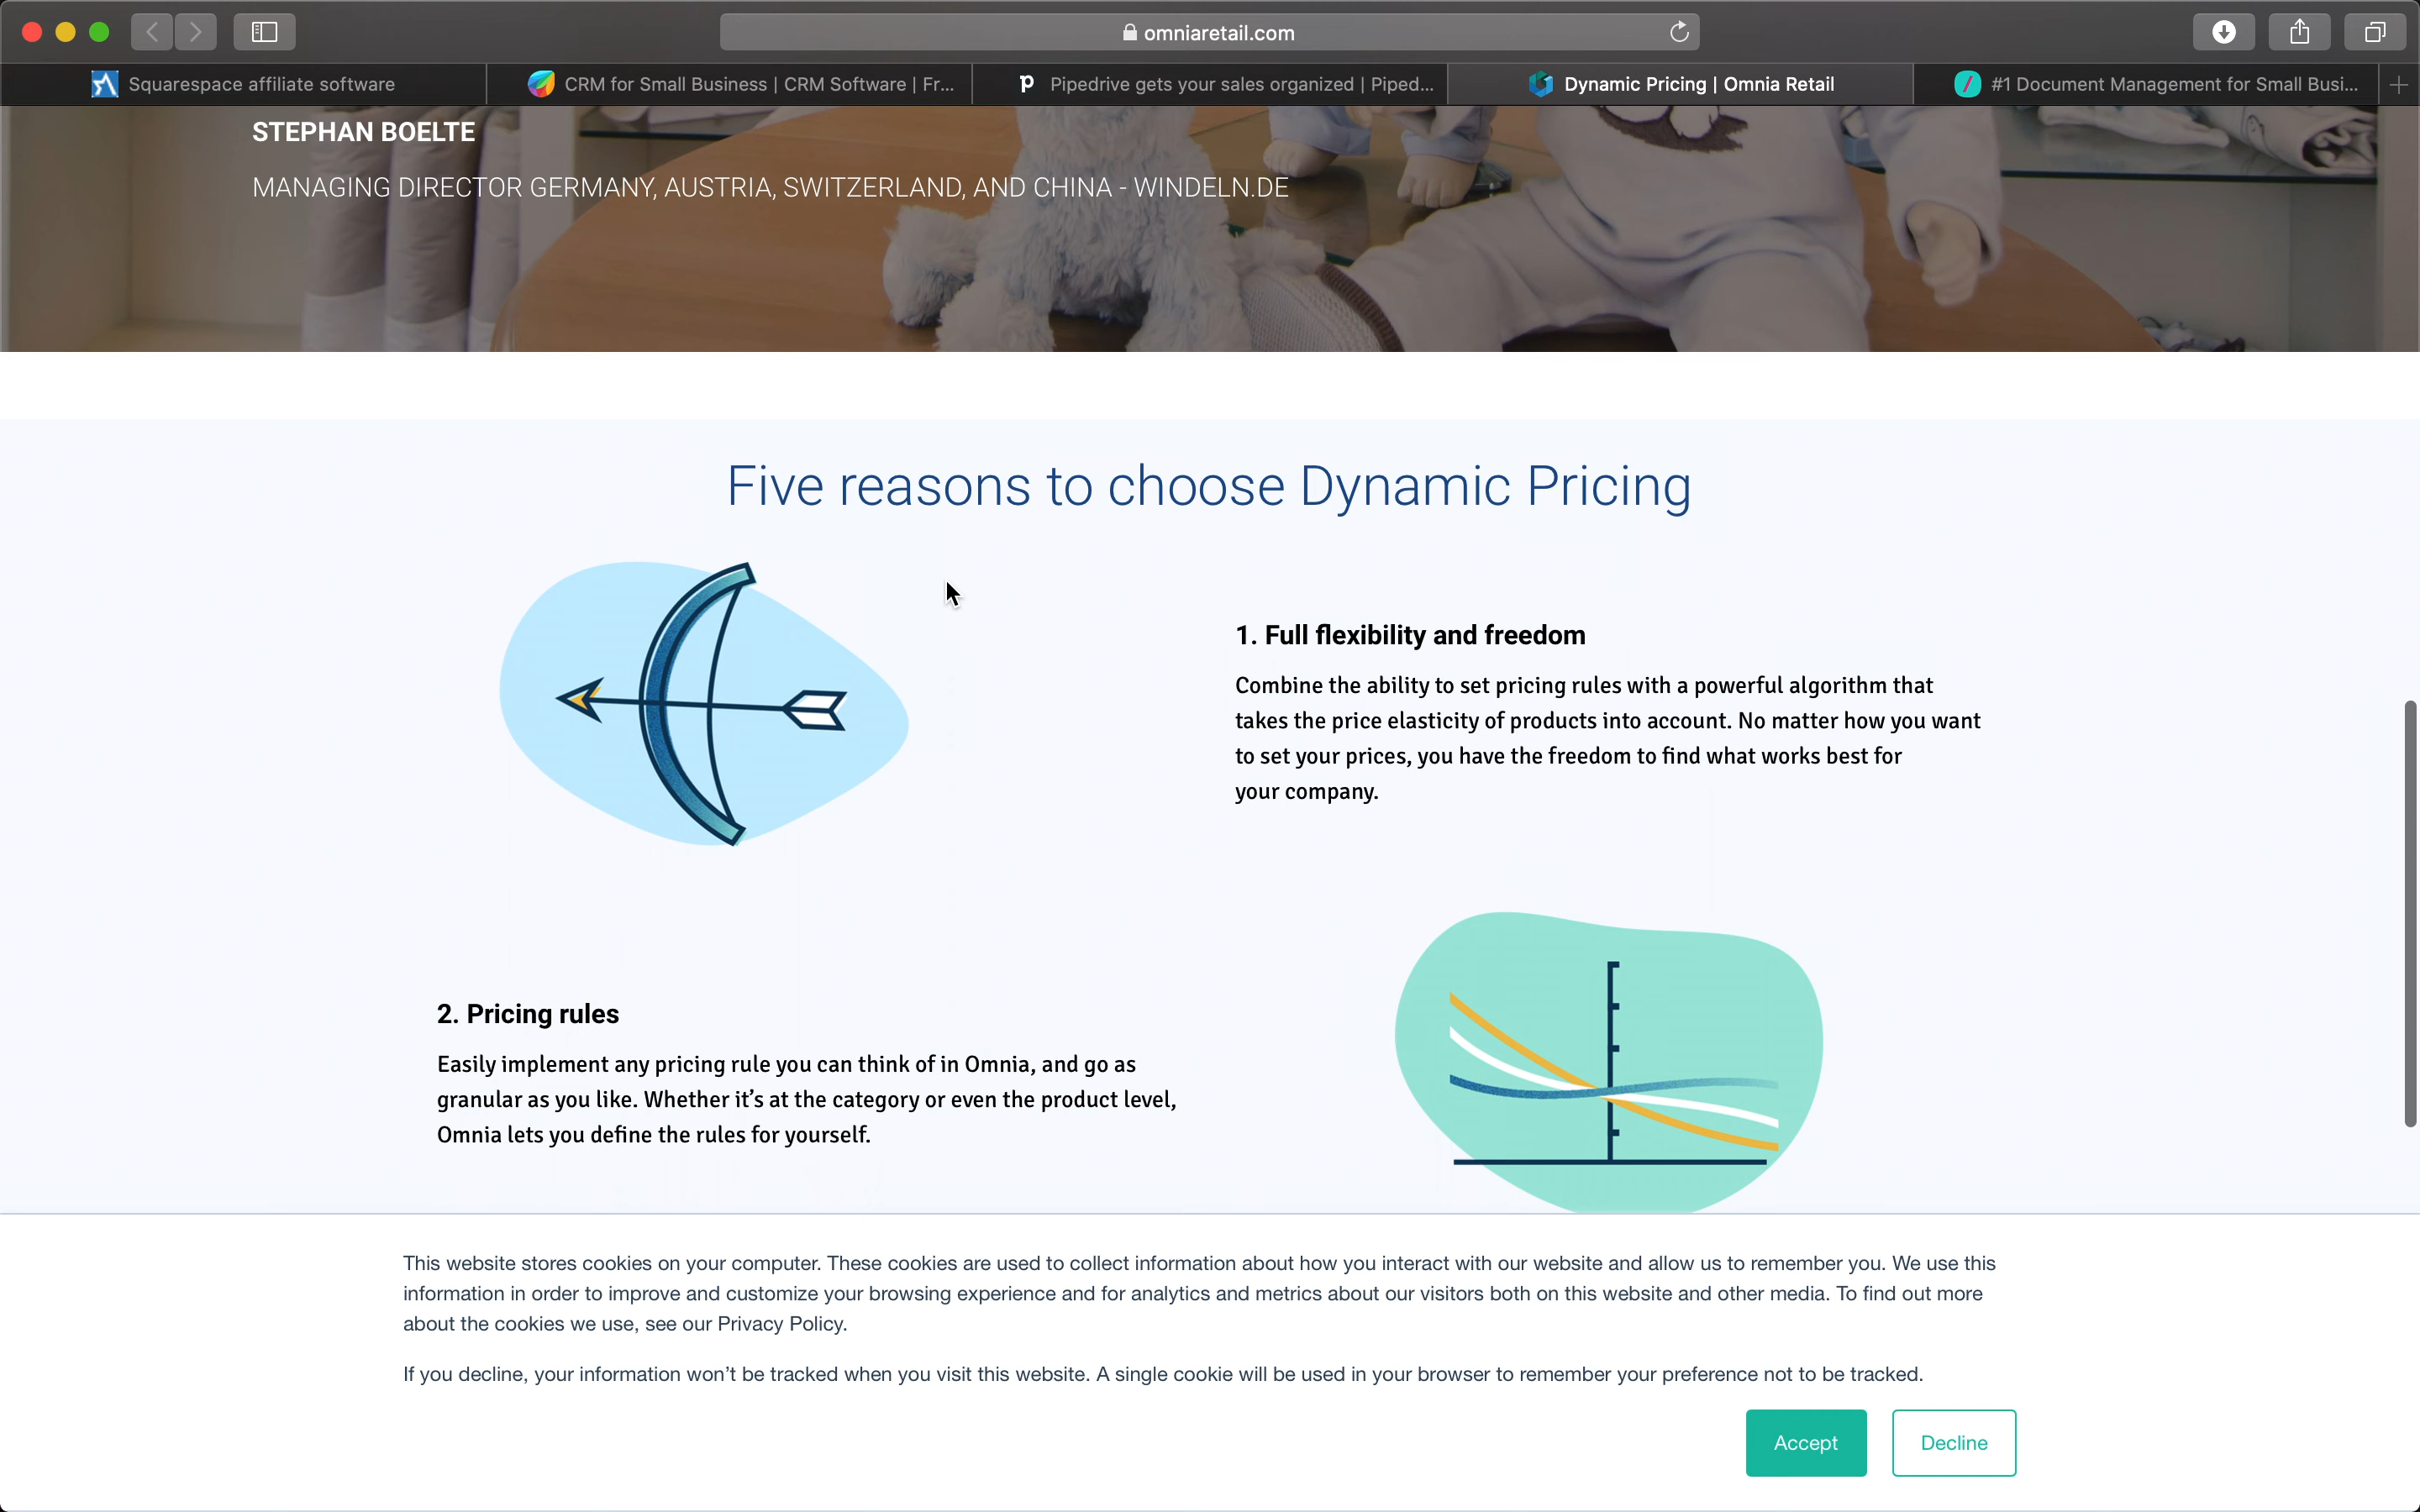 omniaretail.com
Squarespace affiliate software
CRM for Small Business | CRM Software | Fr...
Pipedrive gets your sales organized | Piped...
Dynamic Pricing | Omnia Retail
#1 Document Management for Small Busi...
STEPHAN BOELTE
MANAGING DIRECTOR GERMANY, AUSTRIA, SWITZERLAND, AND CHINA - WINDELN.DE
Five reasons to choose Dynamic Pricing
1. Full flexibility and freedom
Combine the ability to set pricing rules with a powerful algorithm that
takes the price elasticity of products into account. No matter how you want
to set your prices, you have the freedom to find what works best for
your company.
2. Pricing rules
Easily implement any pricing rule you can think of in Omnia, and go as
granular as you like. Whether it’s at the category or even the product level,
Omnia lets you define the rules for yourself.
This website stores cookies on your computer. These cookies are used to collect information about how you interact with our website and allow us to remember you. We use this
information in order to improve and customize your browsing experience and for analytics and metrics about our visitors both on this website and other media. To find out more
about the cookies we use, see our Privacy Policy.
If you decline, your information won’t be tracked when you visit this website. A single cookie will be used in your browser to remember your preference not to be tracked.
Accept
Decline